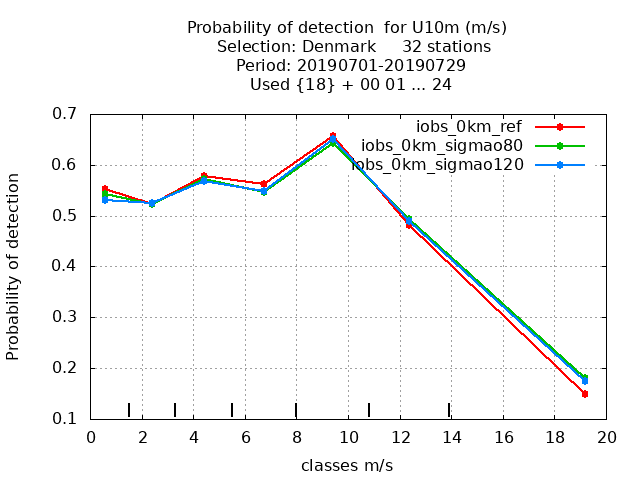 Probability of detection  for U10m (m/s)
Selection: Denmark     32 stations
Period: 20190701-20190729
Used {18} + 00 01 ... 24
iobs_0km_ref
iobs_0km_sigmao80
iobs_0km_sigmao120
Probability of detection
0.7
0.6
0.5
0.4
0.3
0.2
0.1
0 2 4 6 8 10 12 14 16 18 20
classes m/s